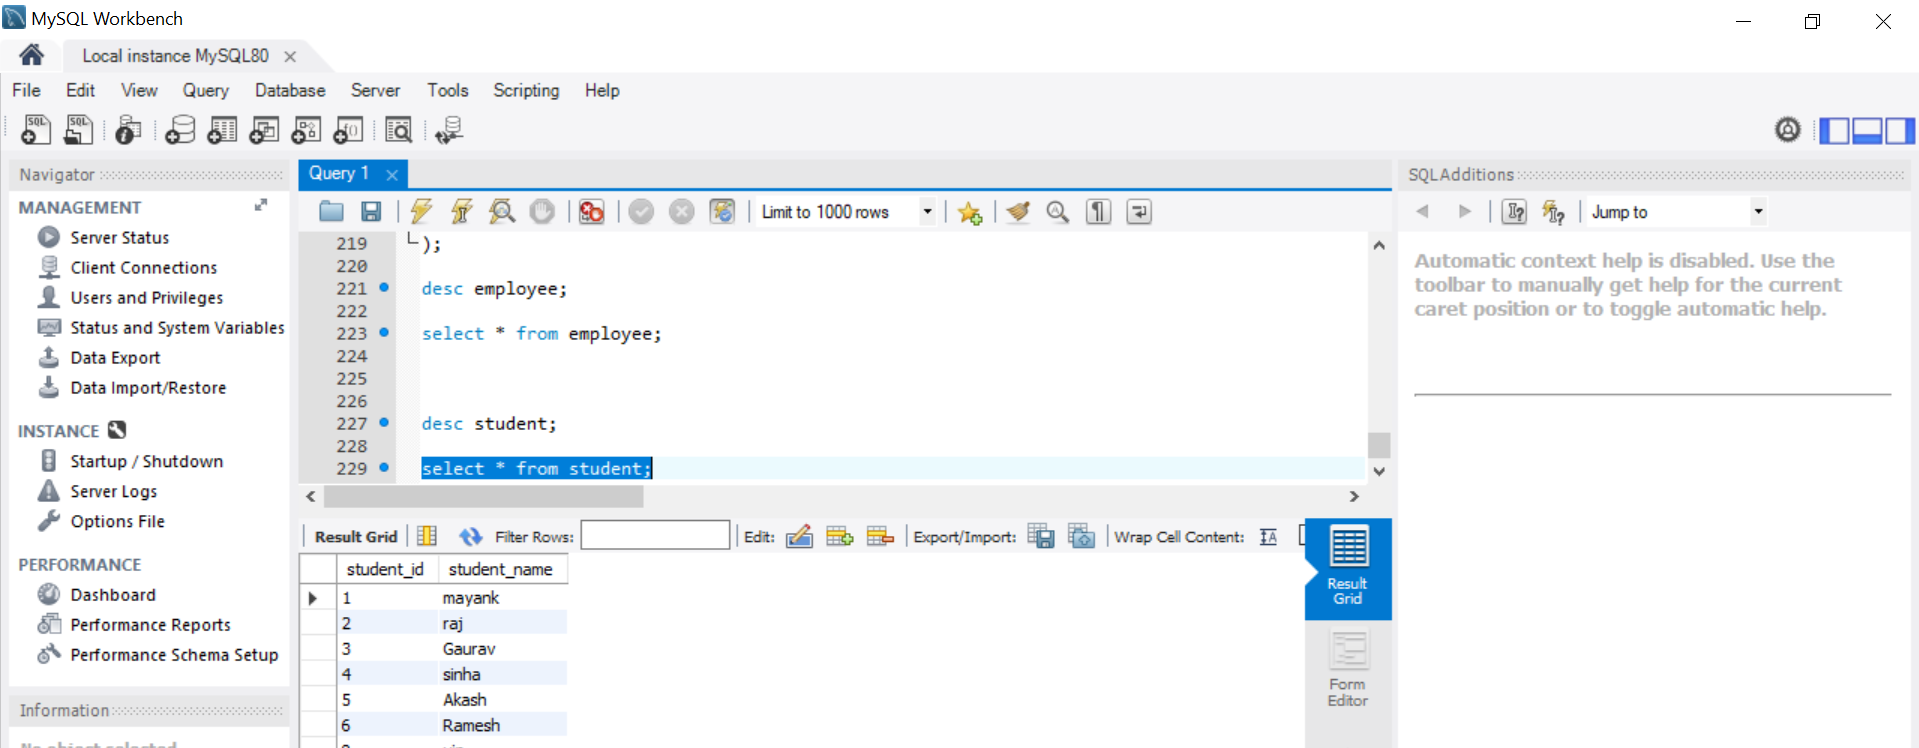 MySQL Workbench
Local instance MySQL80
File Edit View Query Database Server Tools Scripting Help
Navigator
MANAGEMENT
Server Status
Client Connections
Users and Privileges
Status and System Variables
Data Export
Data Import/Restore
INSTANCE
Startup / Shutdown
Server Logs
Options File
PERFORMANCE
Dashboard
Performance Reports
Performance Schema Setup
Information
No object selected
Query 1
Limit to 1000 rows
219 );
220
221 desc employee;
222
223 select * from employee;
224
225
226
227 desc student;
228
229 select * from student;
Result Grid Filter Rows: Edit: Export/Import: Wrap Cell Content:
student_id student_name
1 mayank
2 raj
3 Gaurav
4 sinha
5 Akash
6 Ramesh
Result
Grid
Form
Editor
SQLAdditions
Jump to
Automatic context help is disabled. Use the
toolbar to manually get help for the current
caret position or to toggle automatic help.